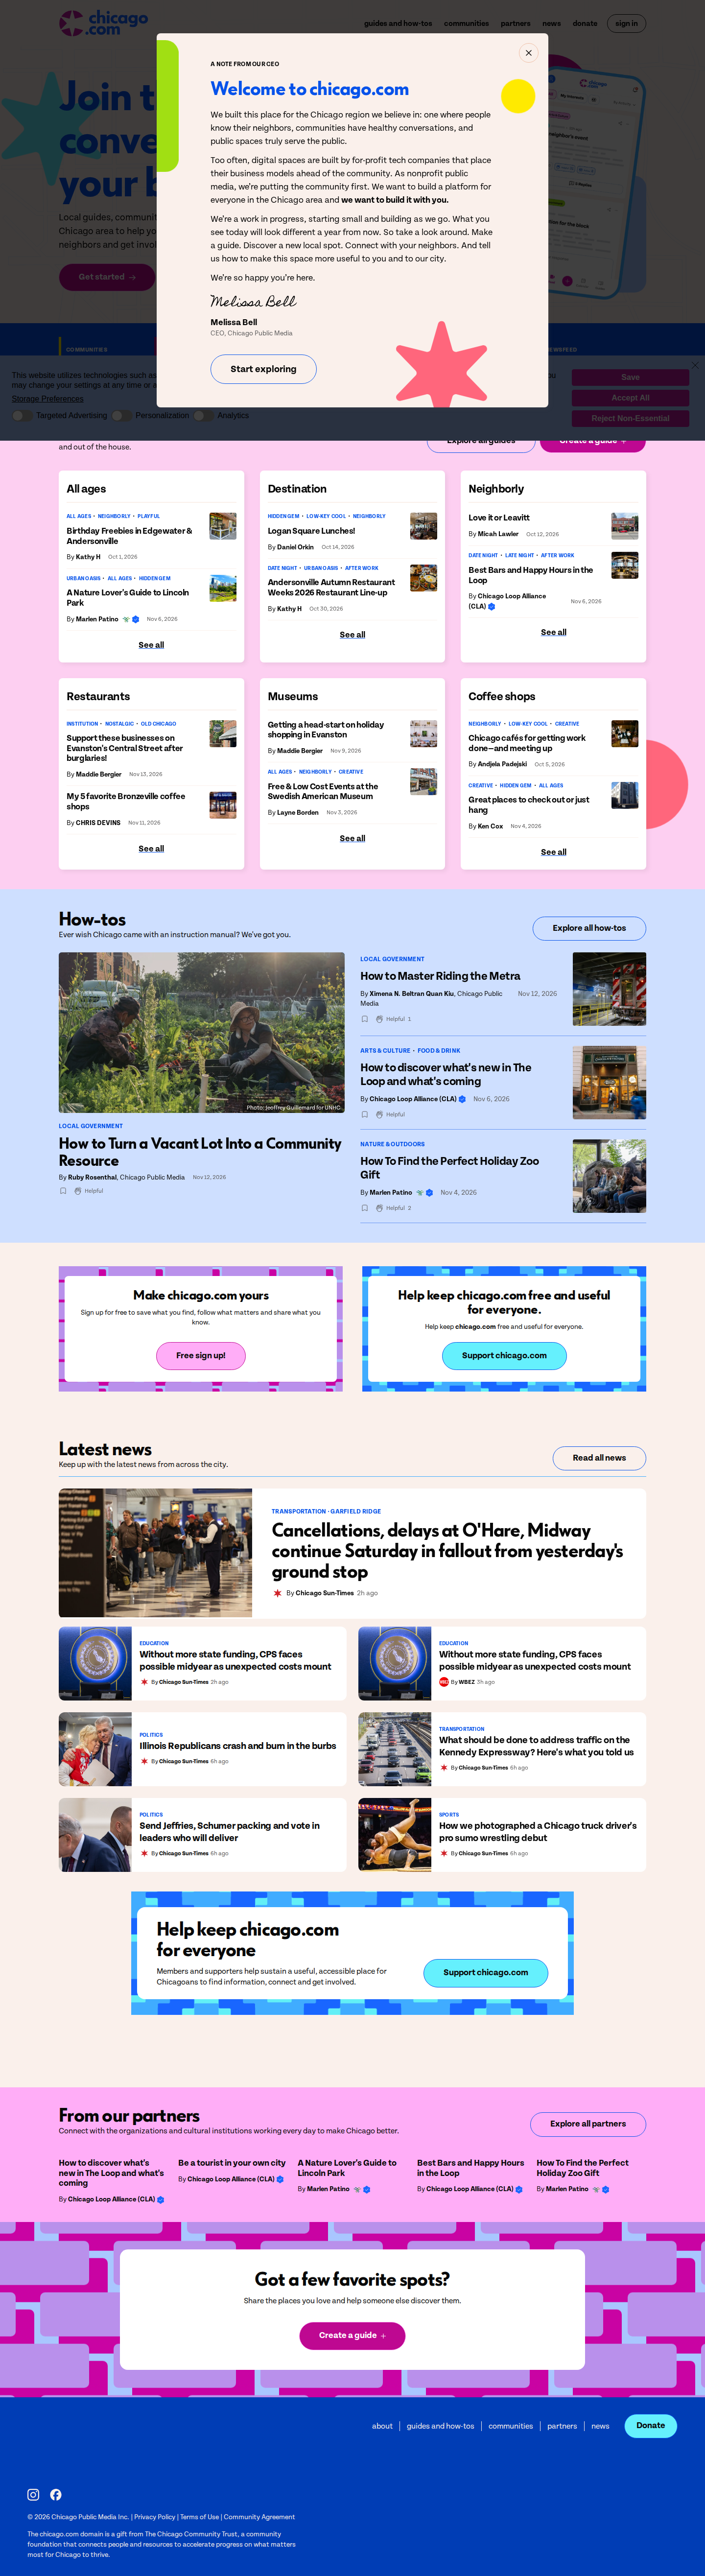 chicago
.com
guides and how-tos
communities
partners
news
donate
sign in
A NOTE FROM OUR CEO
Welcome to chicago.com
We built this place for the Chicago region we believe in: one where people
know their neighbors, communities have healthy conversations, and
public spaces truly serve the public.
Too often, digital spaces are built by for-profit tech companies that place
their business models ahead of the community. As nonprofit public
media, we're putting the community first. We want to build a platform for
everyone in the Chicago area and we want to build it with you.
We're a work in progress, starting small and building as we go. What you
see today will look different a year from now. So take a look around. Make
a guide. Discover a new local spot. Connect with your neighbors. And tell
us how to make this space more useful to you and to our city.
We're so happy you're here.
Melissa Bell
Melissa Bell
CEO, Chicago Public Media
Start exploring
Join t
conve
your b
Local guides, communit
Chicago area to help yo
neighbors and get invol
Get started →
COMMUNITIES
NEWSFEED
This website utilizes technologies such as
may change your settings at any time or a
Storage Preferences
Targeted Advertising
Personalization
Analytics
Save
Accept All
Reject Non-Essential
and out of the house.
Explore all guides
Create a guide +
All ages
ALL AGES • NEIGHBORLY • PLAYFUL
Birthday Freebies in Edgewater &
Andersonville
By Kathy H Oct 1, 2026
URBAN OASIS • ALL AGES • HIDDEN GEM
A Nature Lover's Guide to Lincoln
Park
By Marlen Patino Nov 6, 2026
See all
Destination
HIDDEN GEM • LOW-KEY COOL • NEIGHBORLY
Logan Square Lunches!
By Daniel Orkin Oct 14, 2026
DATE NIGHT • URBAN OASIS • AFTER WORK
Andersonville Autumn Restaurant
Weeks 2026 Restaurant Line-up
By Kathy H Oct 30, 2026
See all
Neighborly
Love it or Leavitt
By Micah Lawler Oct 12, 2026
DATE NIGHT • LATE NIGHT • AFTER WORK
Best Bars and Happy Hours in the
Loop
By Chicago Loop Alliance
(CLA) Nov 6, 2026
See all
Restaurants
INSTITUTION • NOSTALGIC • OLD CHICAGO
Support these businesses on
Evanston's Central Street after
burglaries!
By Maddie Bergier Nov 13, 2026
My 5 favorite Bronzeville coffee
shops
By CHRIS DEVINS Nov 11, 2026
See all
Museums
Getting a head-start on holiday
shopping in Evanston
By Maddie Bergier Nov 9, 2026
ALL AGES • NEIGHBORLY • CREATIVE
Free & Low Cost Events at the
Swedish American Museum
By Layne Borden Nov 3, 2026
See all
Coffee shops
NEIGHBORLY • LOW-KEY COOL • CREATIVE
Chicago cafés for getting work
done—and meeting up
By Andjela Padejski Oct 5, 2026
CREATIVE • HIDDEN GEM • ALL AGES
Great places to check out or just
hang
By Ken Cox Nov 4, 2026
See all
How-tos
Ever wish Chicago came with an instruction manual? We've got you.
Explore all how-tos
Photo: Jeoffrey Guillemard for UNHC
LOCAL GOVERNMENT
How to Turn a Vacant Lot Into a Community
Resource
By Ruby Rosenthal, Chicago Public Media Nov 12, 2026
Helpful
LOCAL GOVERNMENT
How to Master Riding the Metra
By Ximena N. Beltran Quan Kiu, Chicago Public
Media
Nov 12, 2026
Helpful 1
ARTS & CULTURE • FOOD & DRINK
How to discover what's new in The
Loop and what's coming
By Chicago Loop Alliance (CLA) Nov 6, 2026
Helpful
NATURE & OUTDOORS
How To Find the Perfect Holiday Zoo
Gift
By Marlen Patino Nov 4, 2026
Helpful 2
Make chicago.com yours
Sign up for free to save what you find, follow what matters and share what you
know.
Free sign up!
Help keep chicago.com free and useful
for everyone.
Help keep chicago.com free and useful for everyone.
Support chicago.com
Latest news
Keep up with the latest news from across the city.
Read all news
TRANSPORTATION · GARFIELD RIDGE
Cancellations, delays at O'Hare, Midway
continue Saturday in fallout from yesterday's
ground stop
By Chicago Sun-Times 2h ago
EDUCATION
Without more state funding, CPS faces
possible midyear as unexpected costs mount
By Chicago Sun-Times 2h ago
EDUCATION
Without more state funding, CPS faces
possible midyear as unexpected costs mount
By WBEZ 3h ago
POLITICS
Illinois Republicans crash and burn in the burbs
By Chicago Sun-Times 6h ago
TRANSPORTATION
What should be done to address traffic on the
Kennedy Expressway? Here's what you told us
By Chicago Sun-Times 6h ago
POLITICS
Send Jeffries, Schumer packing and vote in
leaders who will deliver
By Chicago Sun-Times 6h ago
SPORTS
How we photographed a Chicago truck driver's
pro sumo wrestling debut
By Chicago Sun-Times 6h ago
Help keep chicago.com
for everyone
Members and supporters help sustain a useful, accessible place for
Chicagoans to find information, connect and get involved.
Support chicago.com
From our partners
Connect with the organizations and cultural institutions working every day to make Chicago better.
Explore all partners
How to discover what's
new in The Loop and what's
coming
By Chicago Loop Alliance (CLA)
Be a tourist in your own city
By Chicago Loop Alliance (CLA)
A Nature Lover's Guide to
Lincoln Park
By Marlen Patino
Best Bars and Happy Hours
in the Loop
By Chicago Loop Alliance (CLA)
How To Find the Perfect
Holiday Zoo Gift
By Marlen Patino
Got a few favorite spots?
Share the places you love and help someone else discover them.
Create a guide +
about
guides and how-tos
communities
partners
news
Donate
© 2026 Chicago Public Media Inc. | Privacy Policy | Terms of Use | Community Agreement
The chicago.com domain is a gift from The Chicago Community Trust, a community
foundation that connects people and resources to accelerate progress on what matters
most for Chicago to thrive.